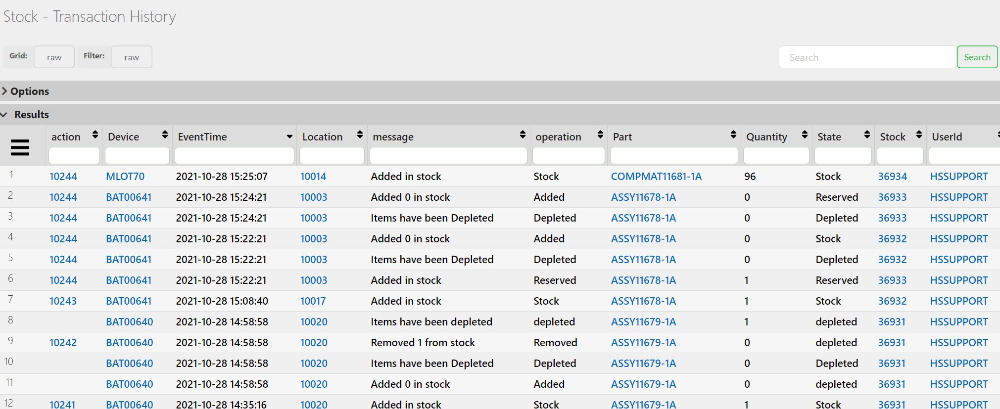 Stock - Transaction History
Grid: raw Filter: raw Search Search
Options
Results
action Device EventTime Location message operation Part Quantity State Stock UserId
1 10244 MLOT70 2021-10-28 15:25:07 10014 Added in stock Stock COMPMAT11681-1A 96 Stock 36934 HSSUPPORT
2 10244 BAT00641 2021-10-28 15:24:21 10003 Added 0 in stock Added ASSY11678-1A 0 Reserved 36933 HSSUPPORT
3 10244 BAT00641 2021-10-28 15:24:21 10003 Items have been Depleted Depleted ASSY11678-1A 0 Depleted 36933 HSSUPPORT
4 10244 BAT00641 2021-10-28 15:22:21 10003 Added 0 in stock Added ASSY11678-1A 0 Stock 36932 HSSUPPORT
5 10244 BAT00641 2021-10-28 15:22:21 10003 Items have been Depleted Depleted ASSY11678-1A 0 Depleted 36932 HSSUPPORT
6 10244 BAT00641 2021-10-28 15:22:21 10003 Added in stock Reserved ASSY11678-1A 1 Reserved 36933 HSSUPPORT
7 10243 BAT00641 2021-10-28 15:08:40 10017 Added in stock Stock ASSY11678-1A 1 Stock 36932 HSSUPPORT
8 BAT00640 2021-10-28 14:58:58 10020 Items have been depleted depleted ASSY11679-1A 1 depleted 36931 HSSUPPORT
9 10242 BAT00640 2021-10-28 14:58:58 10020 Removed 1 from stock Removed ASSY11679-1A 0 depleted 36931 HSSUPPORT
10 BAT00640 2021-10-28 14:58:58 10020 Items have been Depleted Depleted ASSY11679-1A 0 Depleted 36931 HSSUPPORT
11 BAT00640 2021-10-28 14:58:58 10020 Added 0 in stock Added ASSY11679-1A 0 depleted 36931 HSSUPPORT
12 10241 BAT00640 2021-10-28 14:35:16 10020 Added in stock Stock ASSY11679-1A 1 Stock 36931 HSSUPPORT